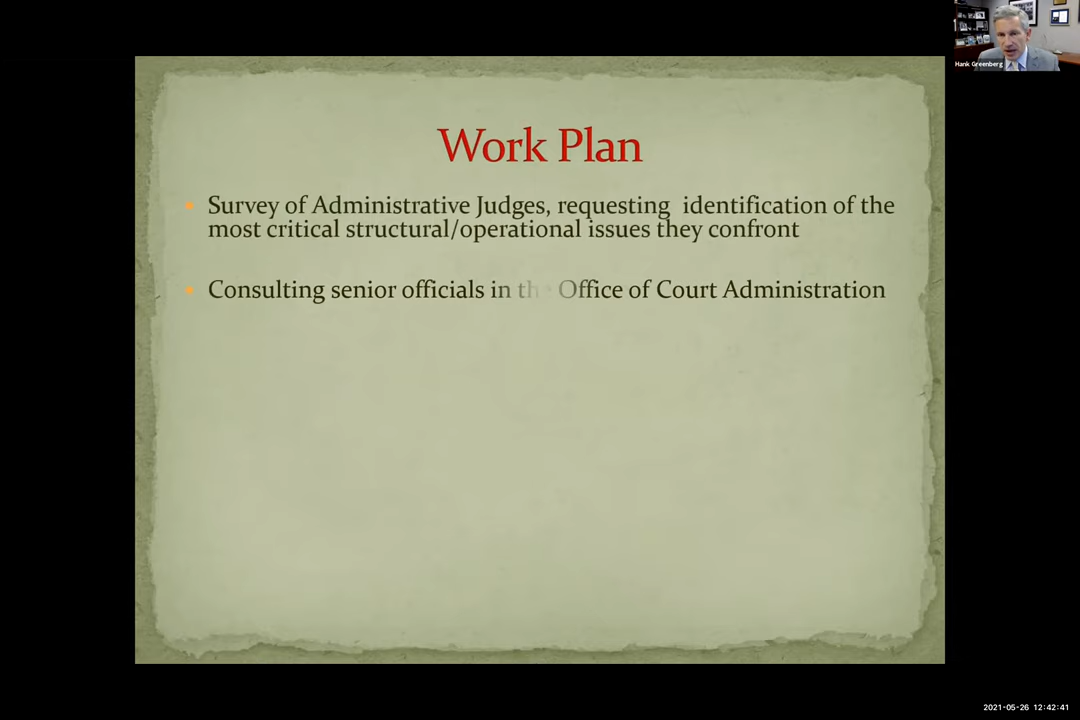 Hank Greenberg
Work Plan
Survey of Administrative Judges, requesting identification of the
most critical structural/operational issues they confront
Consulting senior officials in the Office of Court Administration
2021-05-26 12:42:41